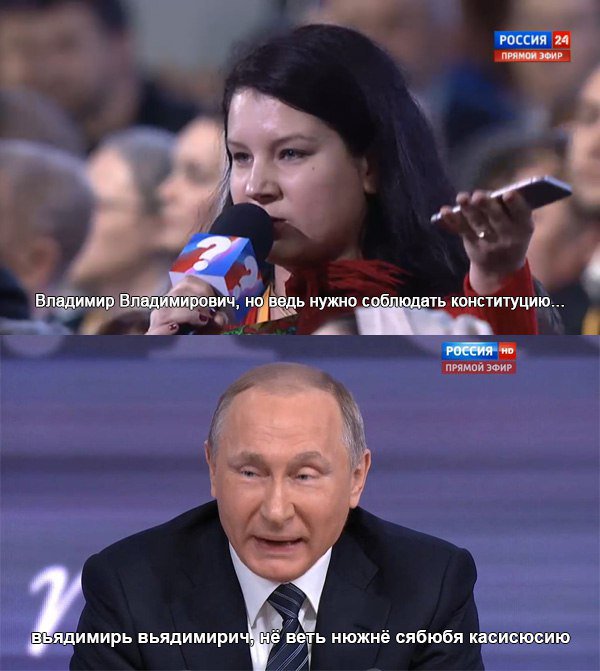 РОССИЯ 24
ПРЯМОЙ ЭФИР
?
?
Владимир Владимирович, но ведь нужно соблюдать конституцию...
РОССИЯ HD
ПРЯМОЙ ЭФИР
вьядимирь вьядимирич, нё веть нюжнё сябюбя касисюсию